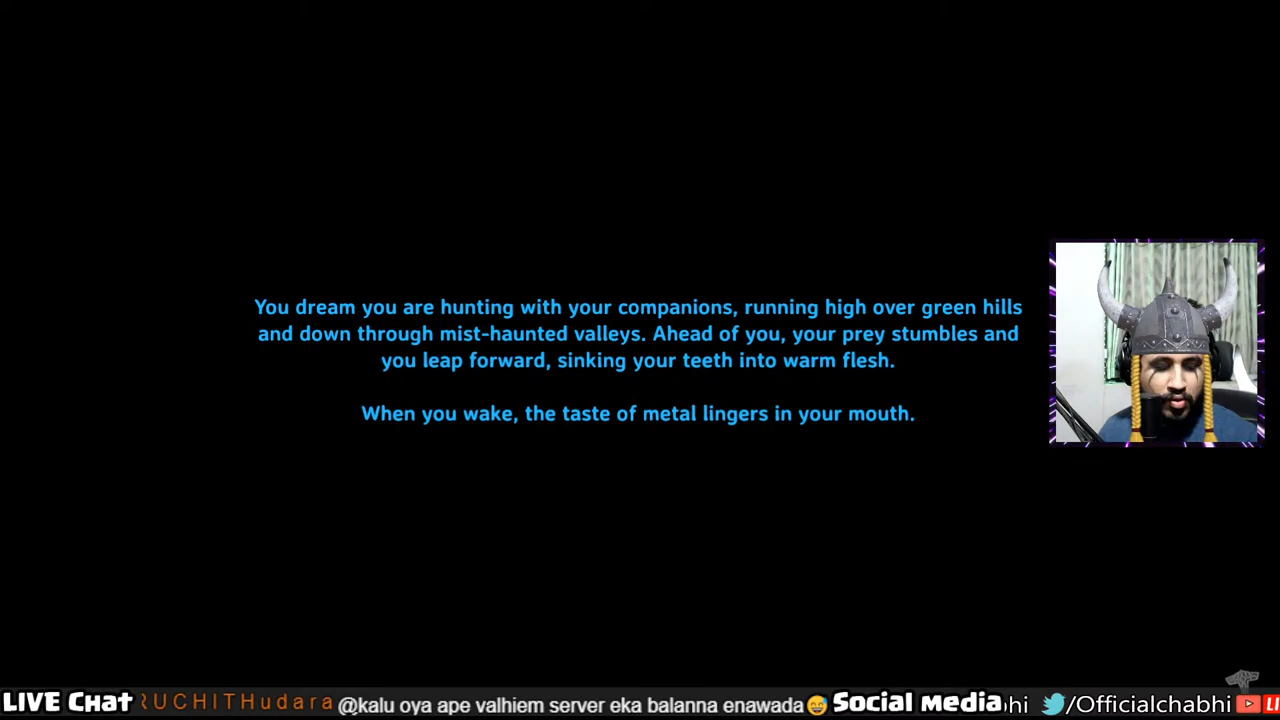 You dream you are hunting with your companions, running high over green hills
and down through mist-haunted valleys. Ahead of you, your prey stumbles and
you leap forward, sinking your teeth into warm flesh.
When you wake, the taste of metal lingers in your mouth.
LIVE Chat RUCHITHudara @kalu oya ape valhiem server eka balanna enawada😅 Social Media hi /Officialchabhi LI